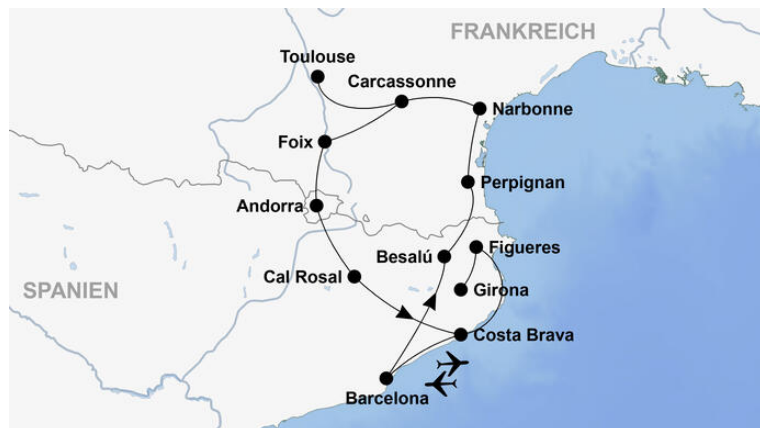 FRANKREICH
Toulouse
Carcassonne
Narbonne
Foix
Perpignan
Andorra
Figueres
Besalú
Cal Rosal
Girona
SPANIEN
Costa Brava
Barcelona